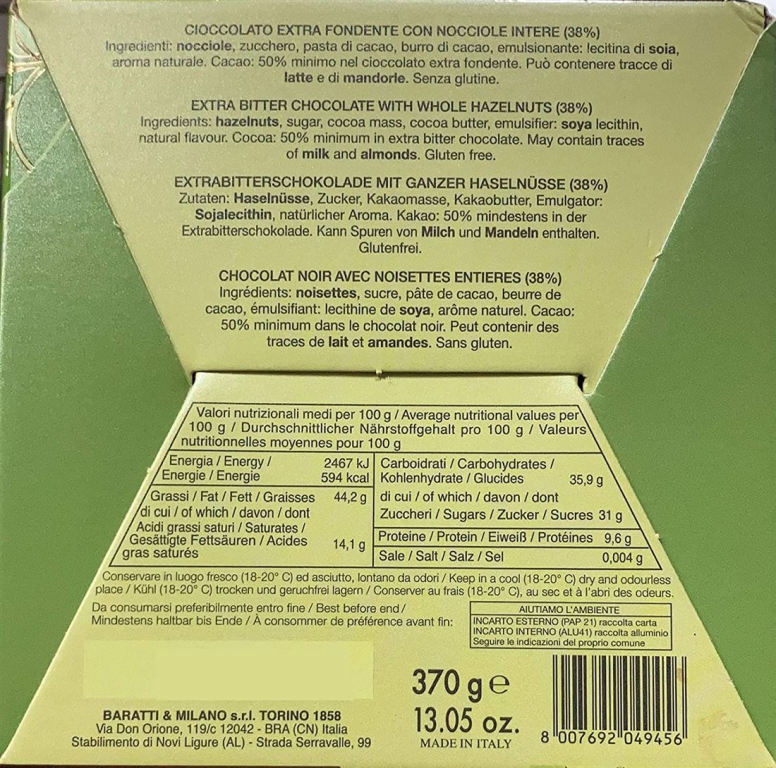 CIOCCOLATO EXTRA FONDENTE CON NOCCIOLE INTERE (38%)
Ingredienti: nocciole, zucchero, pasta di cacao, burro di cacao, emulsionante: lecitina di soia,
aroma naturale. Cacao: 50% minimo nel cioccolato extra fondente. Può contenere tracce di
latte e di mandorle. Senza glutine.
EXTRA BITTER CHOCOLATE WITH WHOLE HAZELNUTS (38%)
Ingredients: hazelnuts, sugar, cocoa mass, cocoa butter, emulsifier: soya lecithin,
natural flavour. Cocoa: 50% minimum in extra bitter chocolate. May contain traces
of milk and almonds. Gluten free.
EXTRABITTERSCHOKOLADE MIT GANZER HASELNÜSSE (38%)
Zutaten: Haselnüsse, Zucker, Kakaomasse, Kakaobutter, Emulgator:
Sojalecithin, natürlicher Aroma. Kakao: 50% mindestens in der
Extrabitterschokolade. Kann Spuren von Milch und Mandeln enthalten.
Glutenfrei.
CHOCOLAT NOIR AVEC NOISETTES ENTIERES (38%)
Ingrédients: noisettes, sucre, pâte de cacao, beurre de
cacao, émulsifiant: lecithine de soya, arôme naturel. Cacao:
50% minimum dans le chocolat noir. Peut contenir des
traces de lait et amandes. Sans gluten.
Valori nutrizionali medi per 100 g / Average nutritional values per
100 g / Durchschnittlicher Nährstoffgehalt pro 100 g / Valeurs
nutritionnelles moyennes pour 100 g
Energia / Energy / 2467 kJ
Energie / Energie 594 kcal
Grassi / Fat / Fett / Graisses 44,2 g
di cui / of which / davon / dont
Acidi grassi saturi / Saturates /
Gesättigte Fettsäuren / Acides
gras saturés 14,1 g
Carboidrati / Carbohydrates /
Kohlenhydrate / Glucides 35,9 g
di cui / of which / davon / dont
Zuccheri / Sugars / Zucker / Sucres 31 g
Proteine / Protein / Eiweiß / Protéines 9,6 g
Sale / Salt / Salz / Sel 0,004 g
Conservare in luogo fresco (18-20° C) ed asciutto, lontano da odori / Keep in a cool (18-20° C) dry and odourless
place / Kühl (18-20° C) trocken und geruchfrei lagern / Conserver au frais (18-20° C), au sec et à l'abri des odeurs.
Da consumarsi preferibilmente entro fine / Best before end /
Mindestens haltbar bis Ende / À consommer de préférence avant fin:
AIUTIAMO L'AMBIENTE
INCARTO ESTERNO (PAP 21) raccolta carta
INCARTO INTERNO (ALU41) raccolta alluminio
Seguire le indicazioni del proprio comune
370 g e
13.05 oz.
MADE IN ITALY
BARATTI & MILANO s.r.l. TORINO 1858
Via Don Orione, 119/c 12042 - BRA (CN) Italia
Stabilimento di Novi Ligure (AL) - Strada Serravalle, 99
8 007692 049456